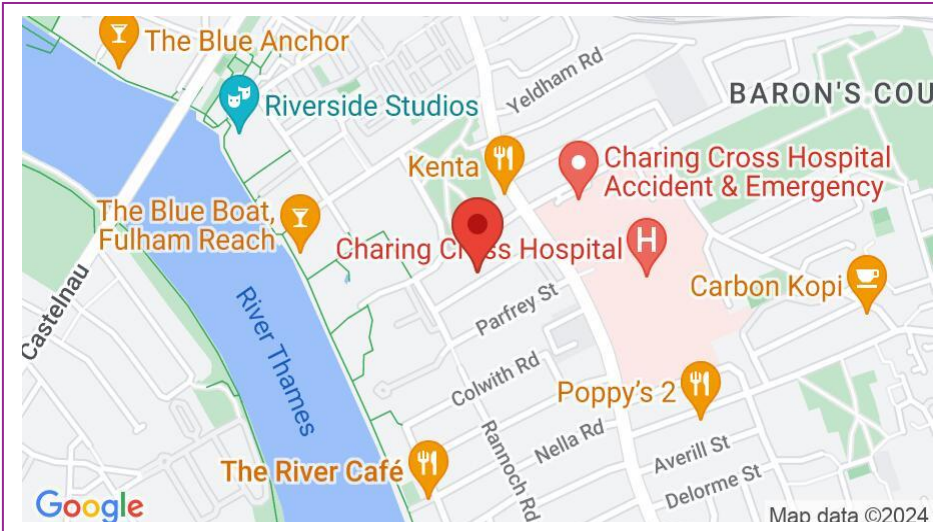 The Blue Anchor
Riverside Studios
Yeldham Rd
BARON'S COU
Kenta
Charing Cross Hospital
Accident & Emergency
The Blue Boat,
Fulham Reach
Charing Cross Hospital
H
Carbon Kopi
Castelnau
River Thames
Parfrey St
Colwith Rd
Poppy's 2
Nella Rd
Rannoch Rd
Averill St
The River Café
Delorme St
Google
Map data ©2024